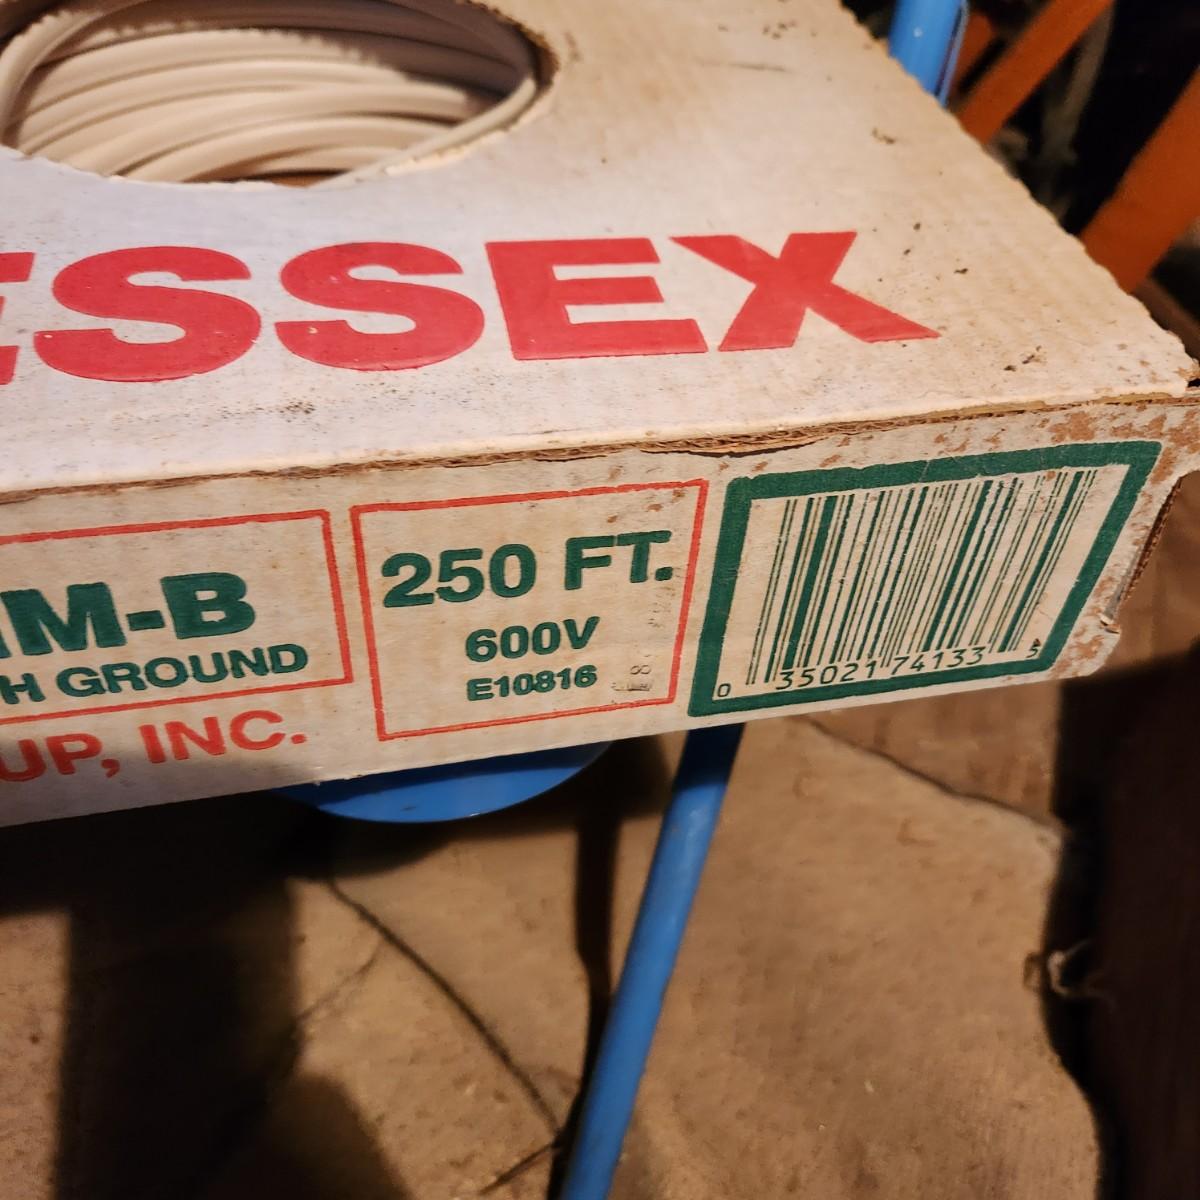 ESSEX
M-B
H GROUND
UP, INC.
250 FT.
600V
E10816
0 35021 74133 5